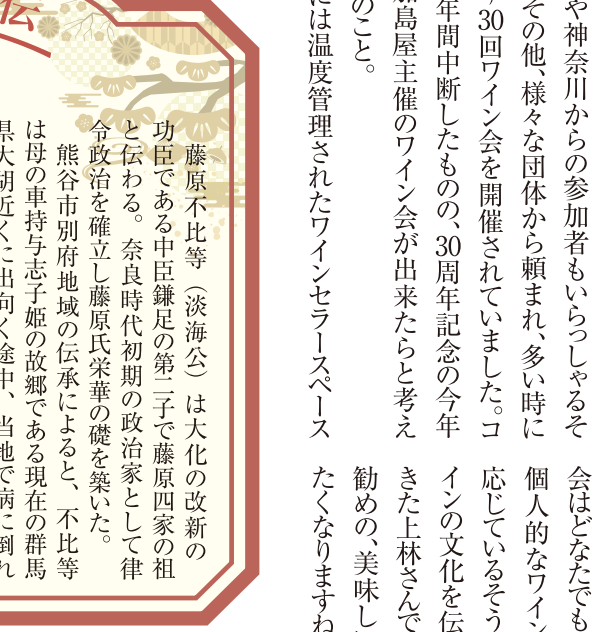 や神奈川からの参加者もいらっしゃるそ
その他、様々な団体から頼まれ、多い時に
30回ワイン会を開催されていました。コ
年間中断したものの、30周年記念の今年
島屋主催のワイン会が出来たらと考え
のこと。
には温度管理されたワインセラースペース
会はどなたでも
個人的なワイン
応じているそう
インの文化を伝
きた上林さんで
勧めの、美味し
たくなりますね
伝
藤原不比等（淡海公）は大化の改新の
功臣である中臣鎌足の第二子で藤原四家の祖
と伝わる。奈良時代初期の政治家として律
令政治を確立し藤原氏栄華の礎を築いた。
熊谷市別府地域の伝承によると、不比等
は母の車持与志子姫の故郷である現在の群馬
県大胡近くに出向く途中、当地で病に倒れ